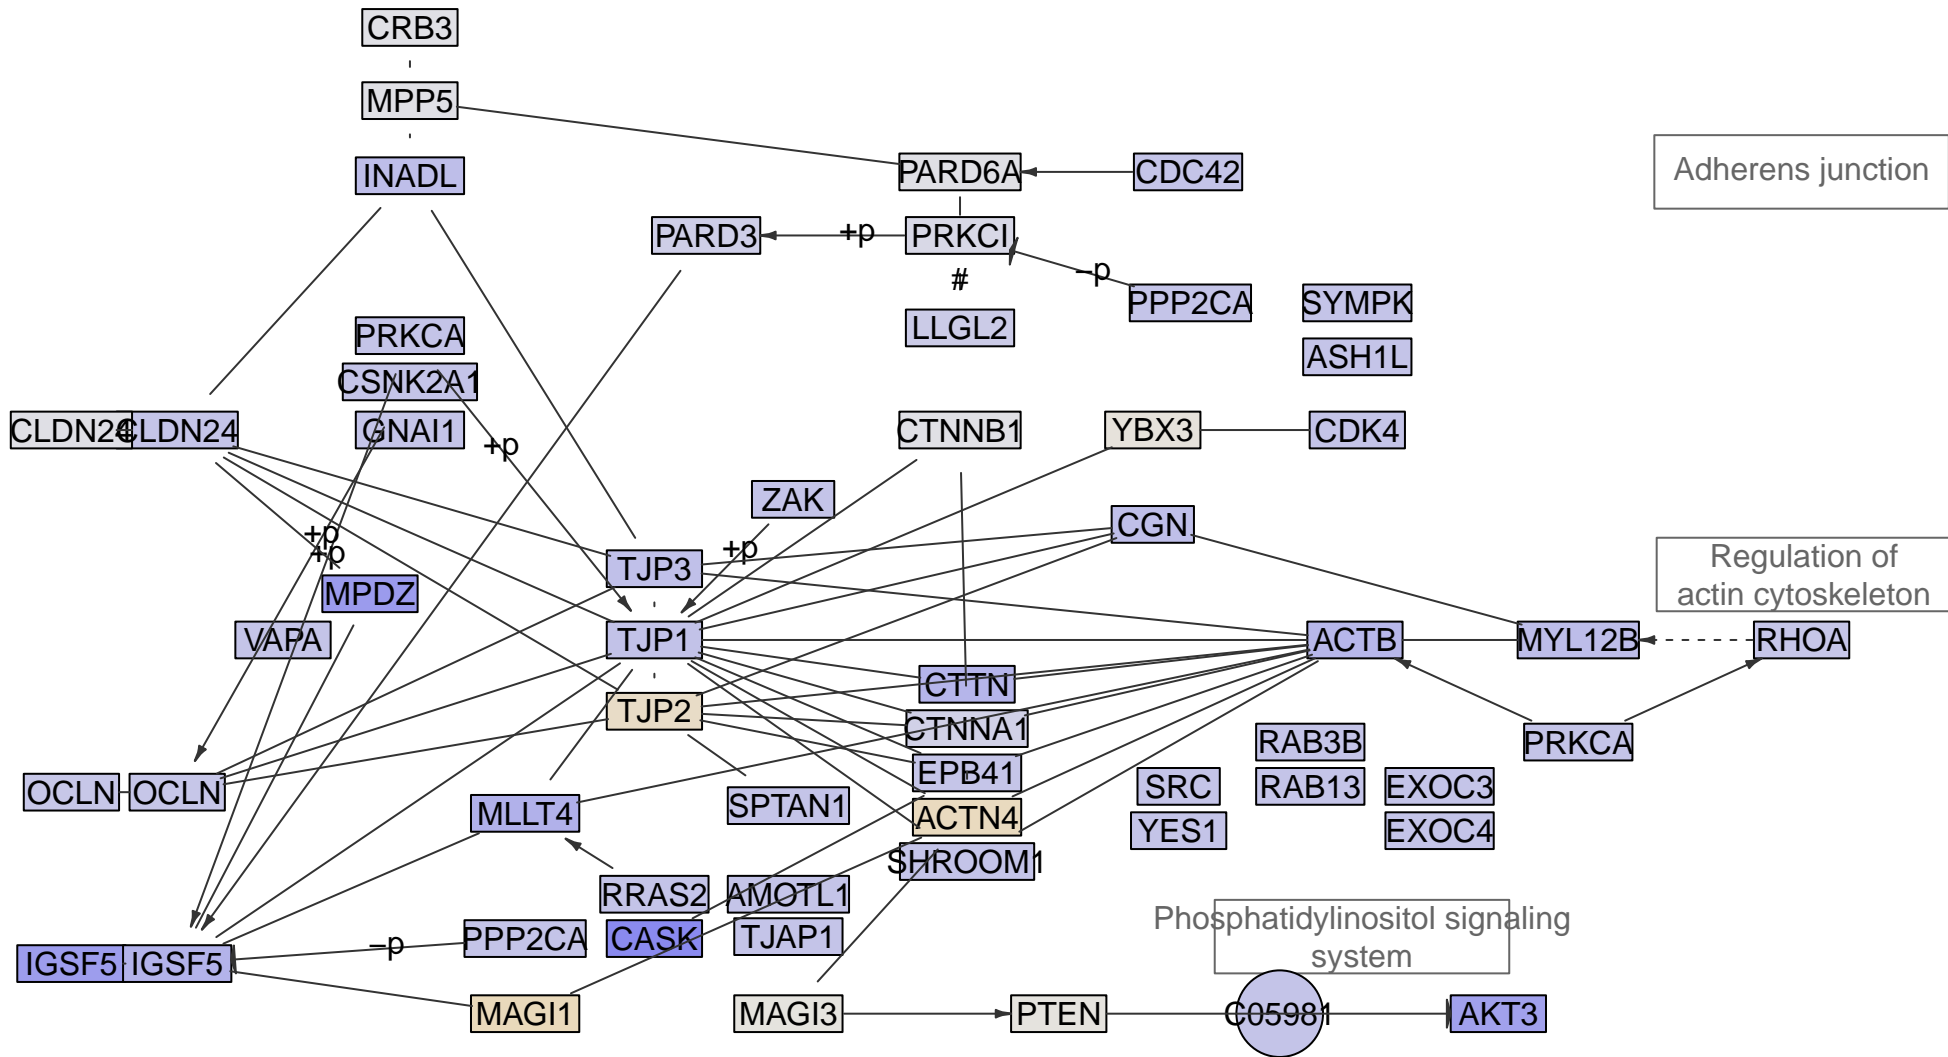 CRB3
MPP5
INADL
PARD6A
CDC42
Adherens junction
PARD3
+p
PRKCI
#
–p
LLGL2
PPP2CA
SYMPK
ASH1L
PRKCA
CSNK2A1
GNAI1
CLDN24
CLDN24
+p
CTNNB1
YBX3
CDK4
ZAK
CGN
+p
+p
+p
MPDZ
TJP3
Regulation of
actin cytoskeleton
VAPA
TJP1
ACTB
MYL12B
RHOA
CTTN
TJP2
CTNNA1
RAB3B
PRKCA
EPB41
OCLN
OCLN
MLLT4
SPTAN1
ACTN4
SRC
RAB13
EXOC3
YES1
EXOC4
SHROOM1
RRAS2
AMOTL1
PPP2CA
CASK
TJAP1
–p
Phosphatidylinositol signaling
system
IGSF5
IGSF5
MAGI1
MAGI3
PTEN
C05981
AKT3